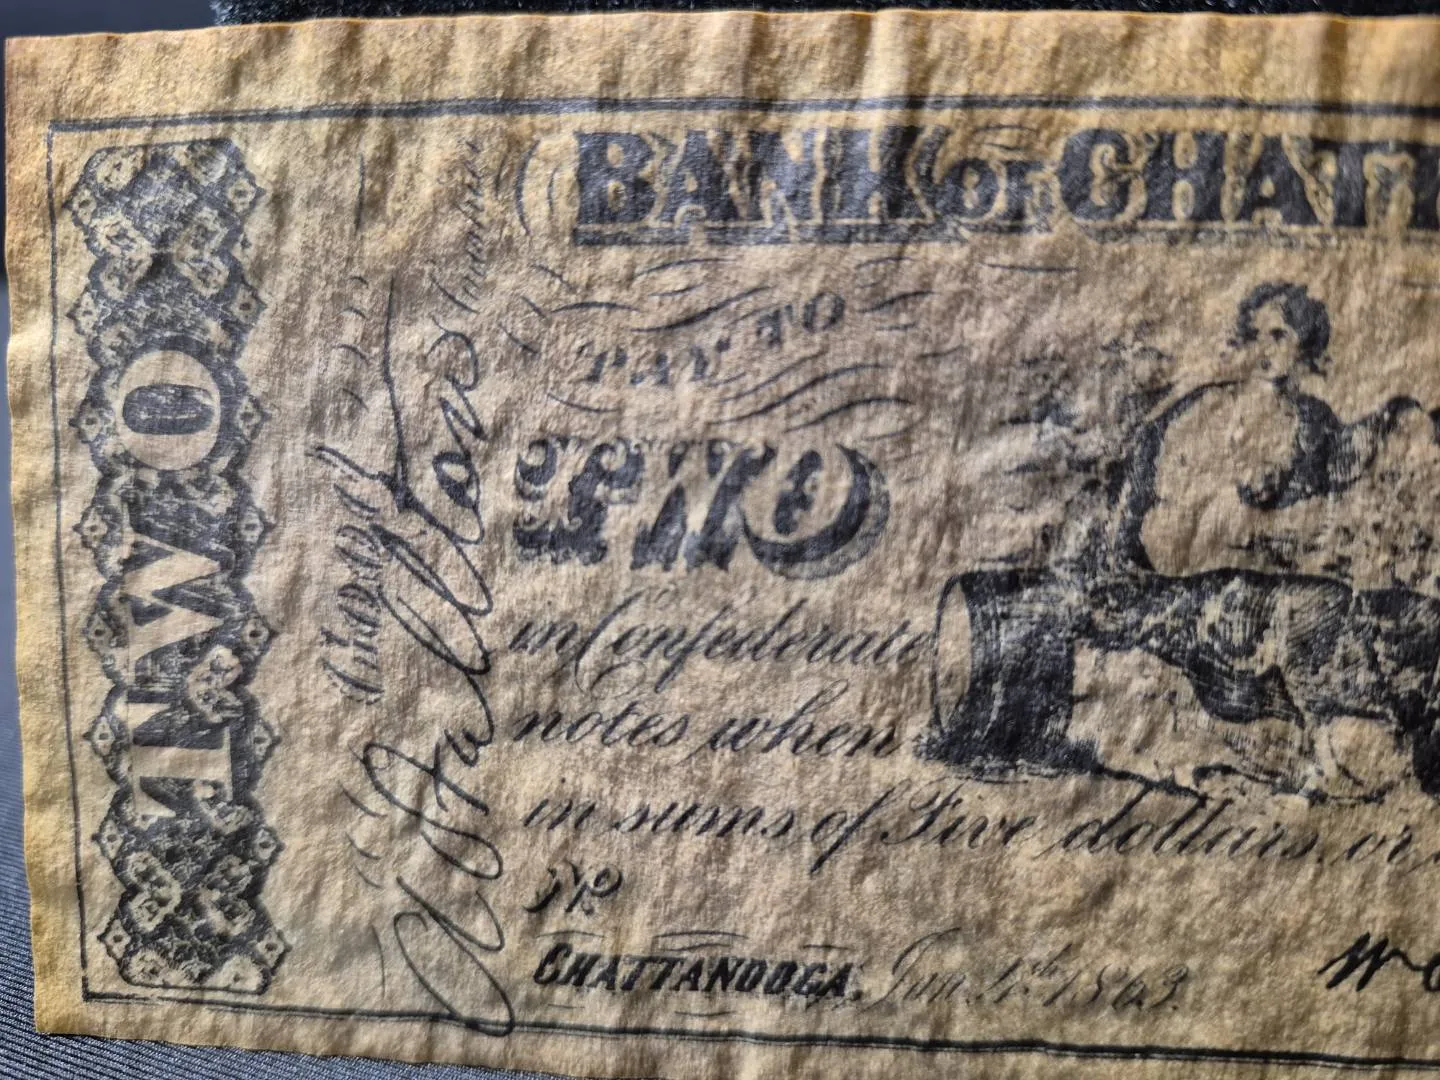 TWO
BANK OF CHATT
PAY TO
TWO
in Confederate
notes when
in sums of Five dollars or
No
CHATTANOOGA, Jan. 4th 1863.